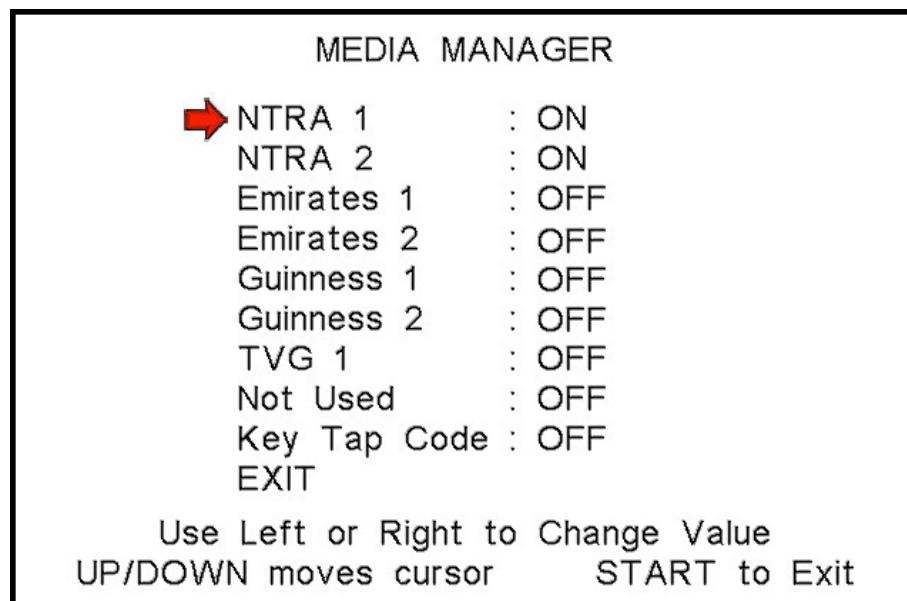 MEDIA MANAGER
NTRA 1 : ON
NTRA 2 : ON
Emirates 1 : OFF
Emirates 2 : OFF
Guinness 1 : OFF
Guinness 2 : OFF
TVG 1 : OFF
Not Used : OFF
Key Tap Code : OFF
EXIT
Use Left or Right to Change Value
UP/DOWN moves cursor START to Exit